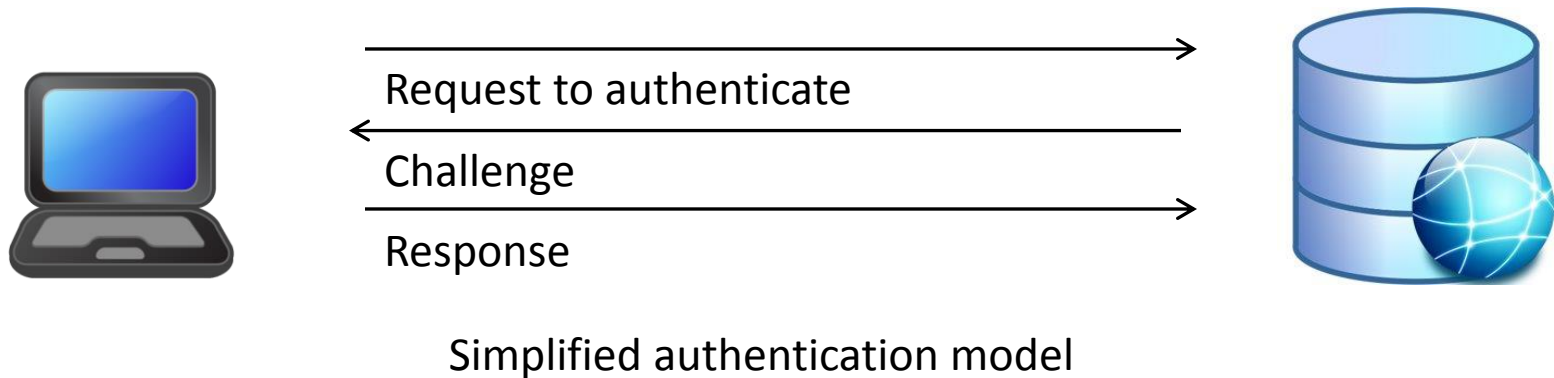 Request to authenticate
Challenge
Response
Simplified authentication model